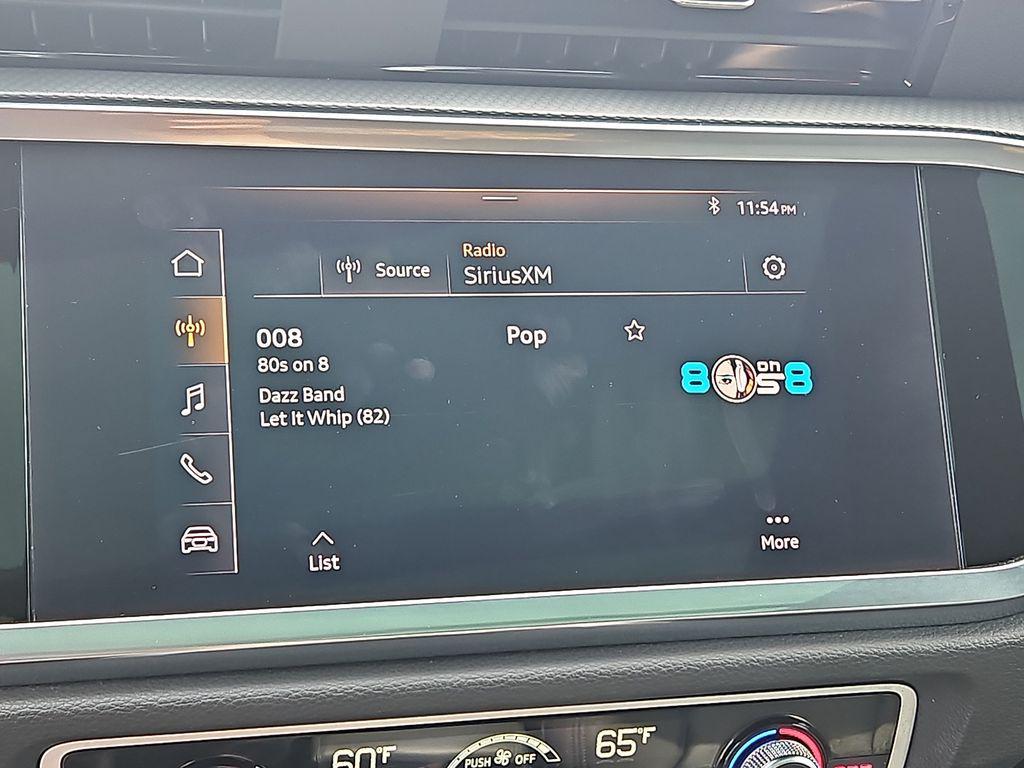 11:54 PM
Radio
Source
SiriusXM
008
Pop
80s on 8
80s on 8
Dazz Band
Let It Whip (82)
List
More
60°F
PUSH OFF
65°F